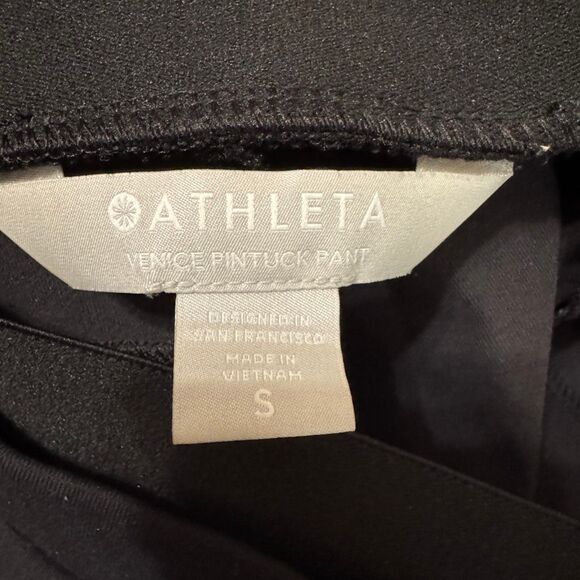 ATHLETA
VENICE PINTUCK PANT
DESIGNED IN
SAN FRANCISCO
MADE IN
VIETNAM
S